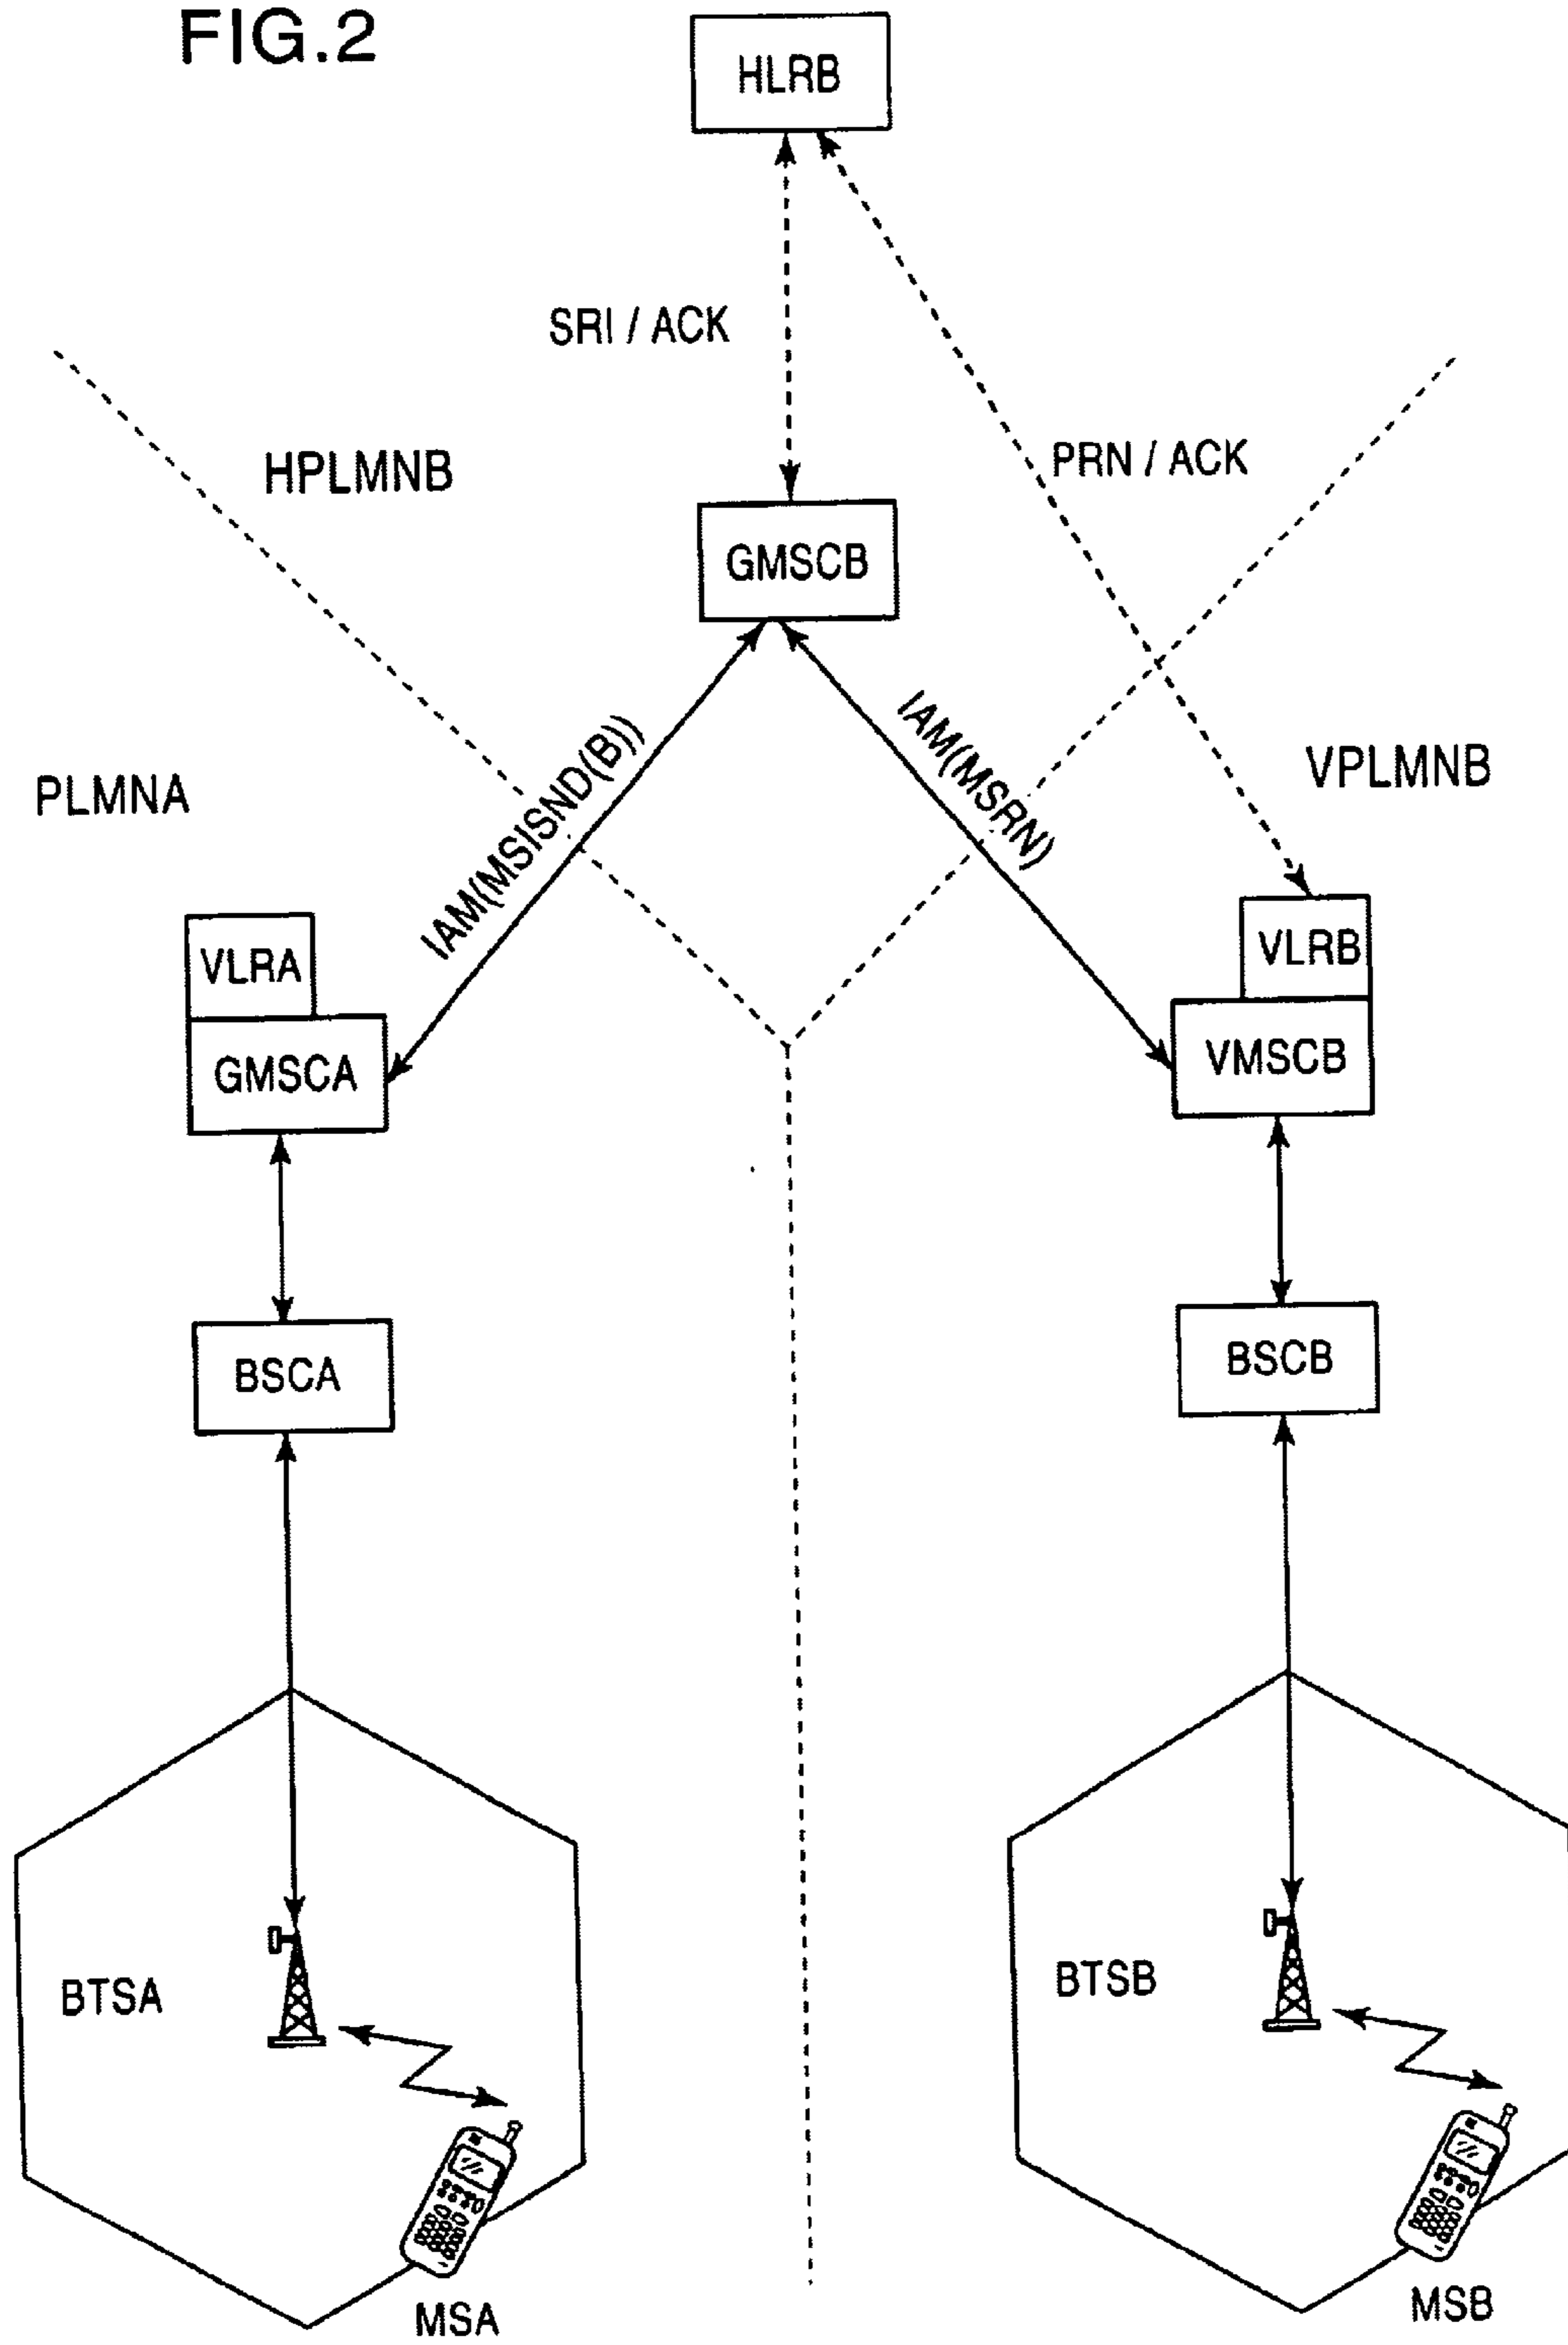 FIG.2
HLRB
SRI / ACK
HPLMNB
PRN / ACK
GMSCB
IAM(MSISND(B))
IAM(MSRN)
PLMNA
VPLMNB
VLRA
VLRB
GMSCA
VMSCB
BSCA
BSCB
BTSA
BTSB
MSA
MSB